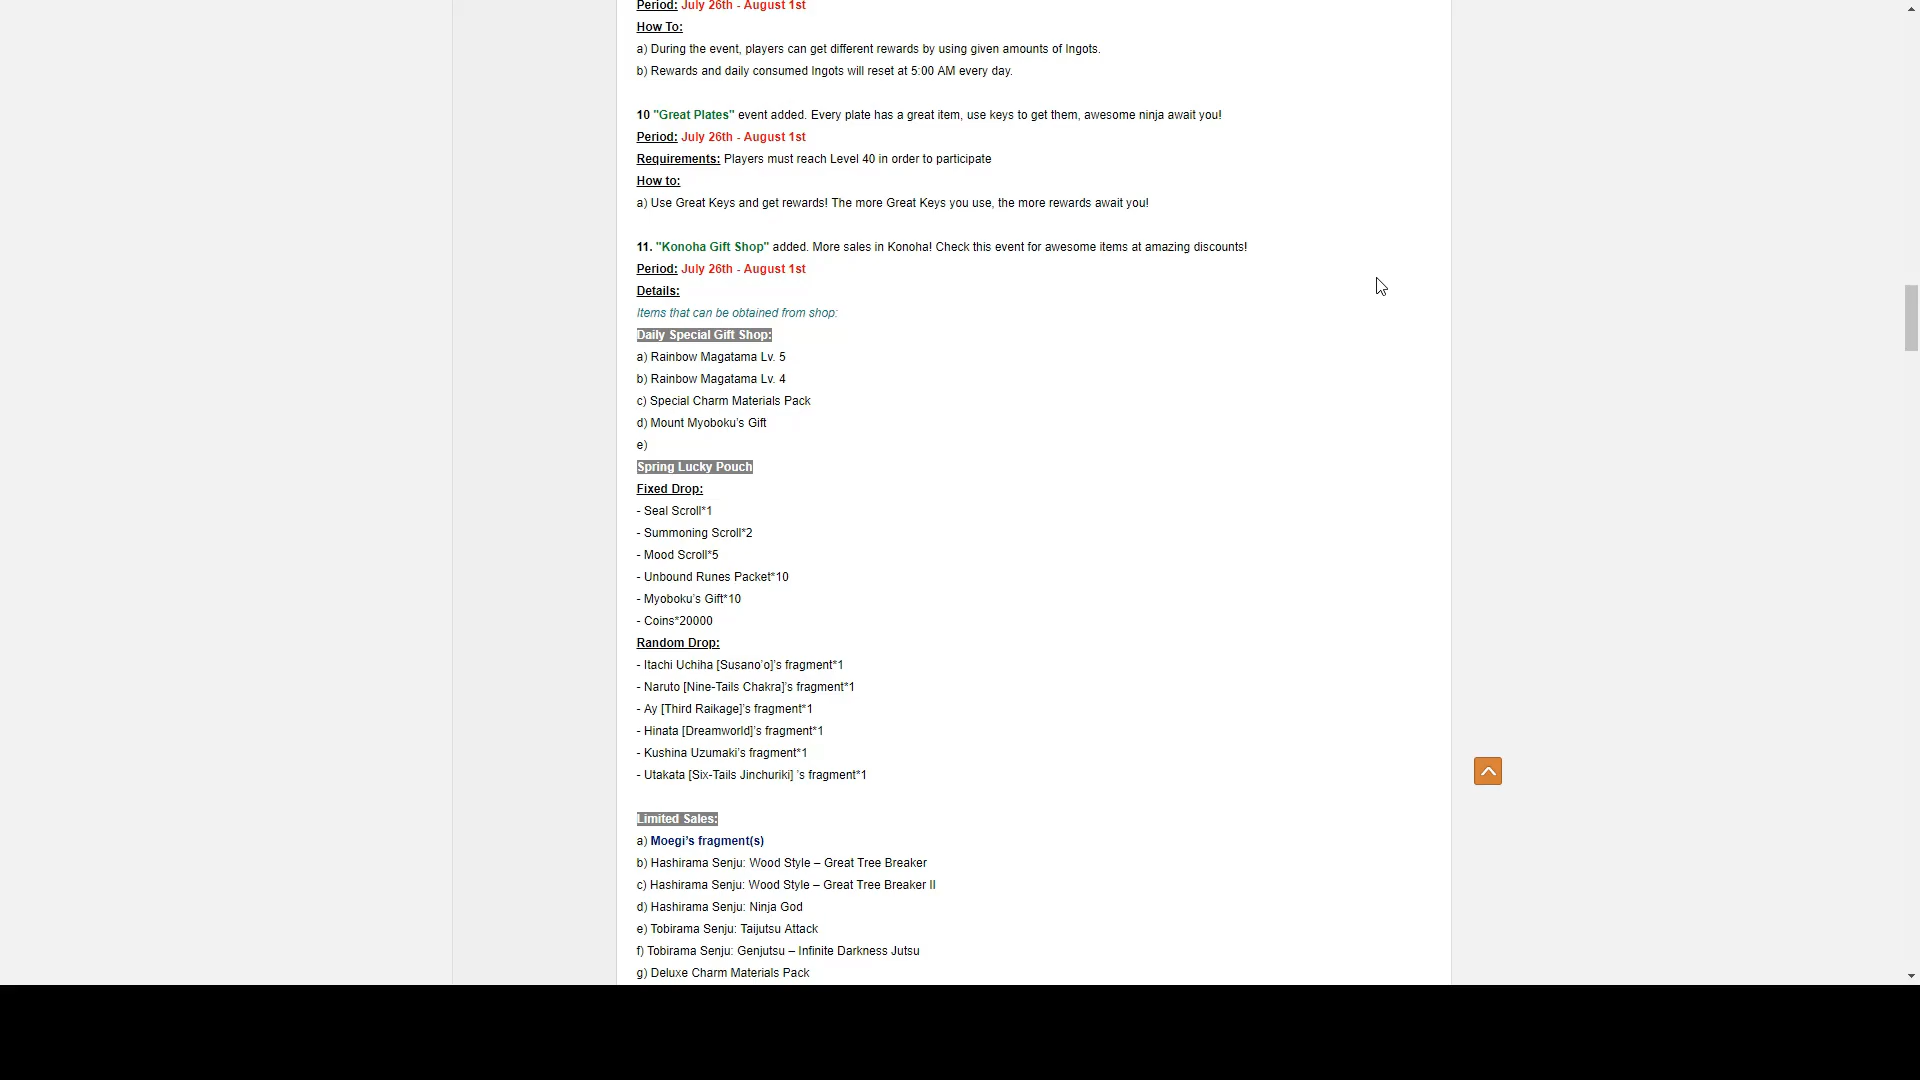 Period: July 26th - August 1st
How To:
a) During the event, players can get different rewards by using given amounts of Ingots.
b) Rewards and daily consumed Ingots will reset at 5:00 AM every day.
10 "Great Plates" event added. Every plate has a great item, use keys to get them, awesome ninja await you!
Period: July 26th - August 1st
Requirements: Players must reach Level 40 in order to participate
How to:
a) Use Great Keys and get rewards! The more Great Keys you use, the more rewards await you!
11. "Konoha Gift Shop" added. More sales in Konoha! Check this event for awesome items at amazing discounts!
Period: July 26th - August 1st
Details:
Items that can be obtained from shop:
Daily Special Gift Shop:
a) Rainbow Magatama Lv. 5
b) Rainbow Magatama Lv. 4
c) Special Charm Materials Pack
d) Mount Myoboku’s Gift
e)
Spring Lucky Pouch
Fixed Drop:
- Seal Scroll*1
- Summoning Scroll*2
- Mood Scroll*5
- Unbound Runes Packet*10
- Myoboku’s Gift*10
- Coins*20000
Random Drop:
- Itachi Uchiha [Susano’o]’s fragment*1
- Naruto [Nine-Tails Chakra]’s fragment*1
- Ay [Third Raikage]’s fragment*1
- Hinata [Dreamworld]’s fragment*1
- Kushina Uzumaki’s fragment*1
- Utakata [Six-Tails Jinchuriki] ’s fragment*1
Limited Sales:
a) Moegi’s fragment(s)
b) Hashirama Senju: Wood Style – Great Tree Breaker
c) Hashirama Senju: Wood Style – Great Tree Breaker II
d) Hashirama Senju: Ninja God
e) Tobirama Senju: Taijutsu Attack
f) Tobirama Senju: Genjutsu – Infinite Darkness Jutsu
g) Deluxe Charm Materials Pack